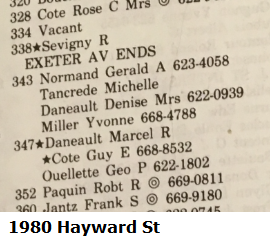 328 Cote Rose C Mrs ◎ 622-
334 Vacant
338★Sevigny R
EXETER AV ENDS
343 Normand Gerald A 623-4058
Tancrede Michelle
Daneault Denise Mrs 622-0939
Miller Yvonne 668-4788
347★Daneault Marcel R
★Cote Guy E 668-8532
Ouellette Geo P 622-1802
352 Paquin Robt R ◎ 669-0811
360 Jantz Frank S ◎ 669-9180
1980 Hayward St